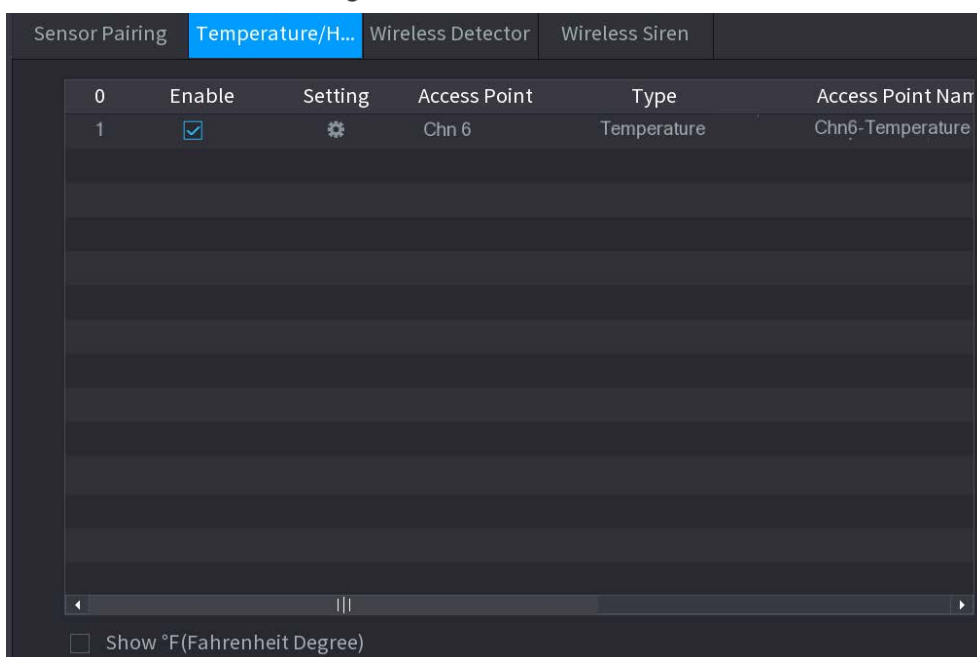 Sensor Pairing Temperature/H... Wireless Detector Wireless Siren
0 Enable Setting Access Point Type Access Point Nam
1 Chn 6 Temperature Chn6-Temperature
Show °F(Fahrenheit Degree)